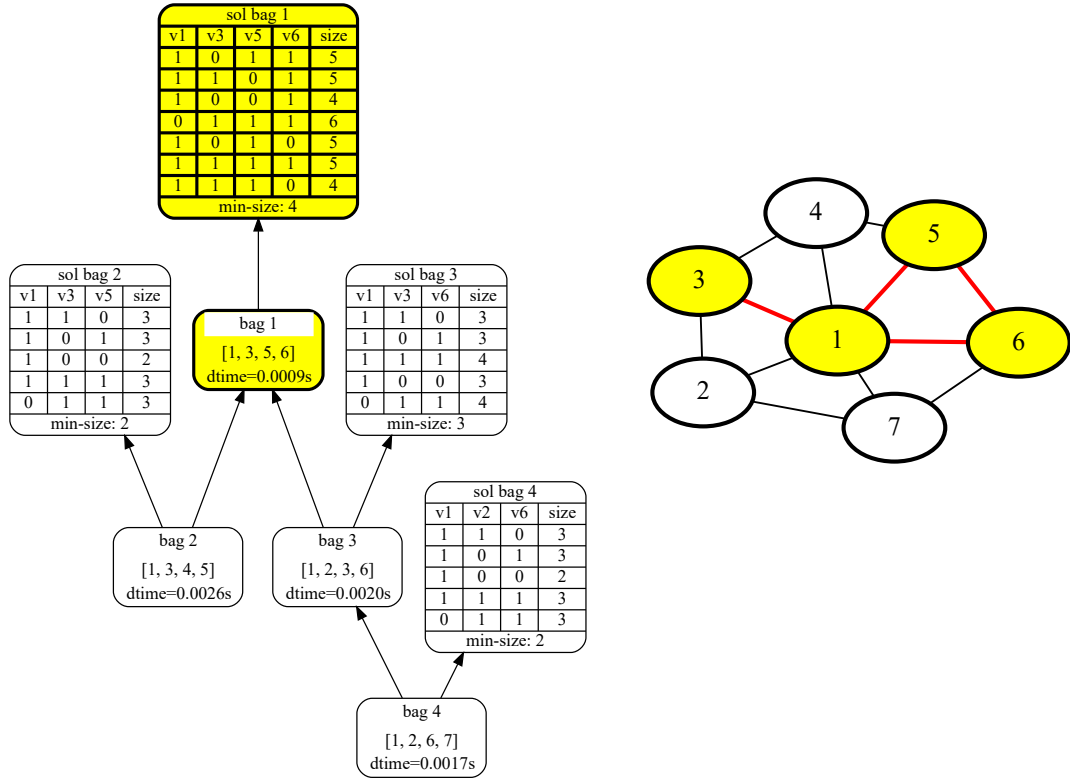 sol bag 1
v1 v3 v5 v6 size
1 0 1 1 5
1 1 0 1 5
1 0 0 1 4
0 1 1 1 6
1 0 1 0 5
1 1 1 1 5
1 1 1 0 4
min-size: 4
sol bag 2
v1 v3 v5 size
1 1 0 3
1 0 1 3
1 0 0 2
1 1 1 3
0 1 1 3
min-size: 2
bag 1
[1, 3, 5, 6]
dtime=0.0009s
sol bag 3
v1 v3 v6 size
1 1 0 3
1 0 1 3
1 1 1 4
1 0 0 3
0 1 1 4
min-size: 3
bag 2
[1, 3, 4, 5]
dtime=0.0026s
bag 3
[1, 2, 3, 6]
dtime=0.0020s
sol bag 4
v1 v2 v6 size
1 1 0 3
1 0 1 3
1 0 0 2
1 1 1 3
0 1 1 3
min-size: 2
bag 4
[1, 2, 6, 7]
dtime=0.0017s
4
5
3
1
6
2
7